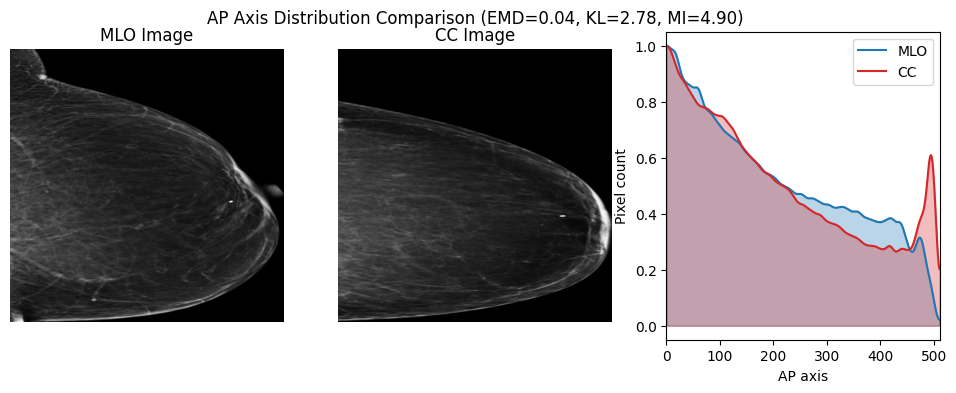 AP Axis Distribution Comparison (EMD=0.04, KL=2.78, MI=4.90)
MLO Image
CC Image
MLO
CC
Pixel count
1.0
0.8
0.6
0.4
0.2
0.0
0 100 200 300 400 500
AP axis